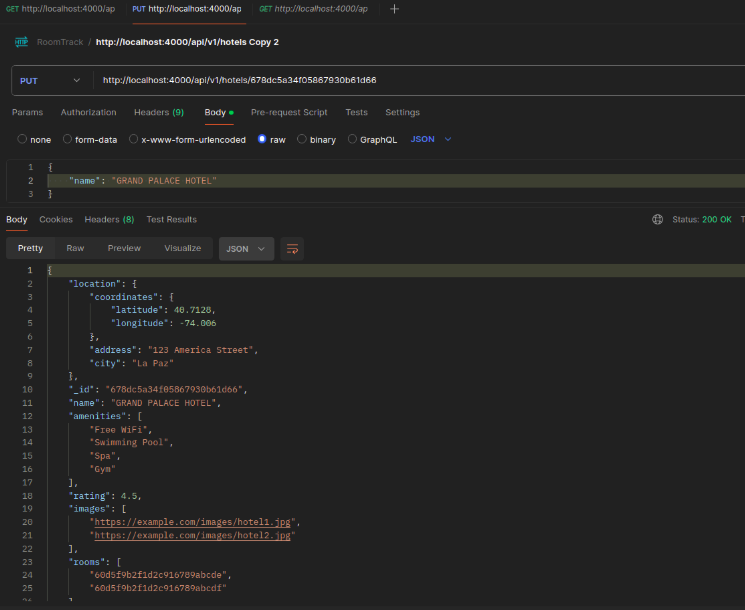 GET http://localhost:4000/ap PUT http://localhost:4000/ap GET http://localhost:4000/ap +
HTTP RoomTrack / http://localhost:4000/api/v1/hotels Copy 2
PUT http://localhost:4000/api/v1/hotels/678dc5a34f05867930b61d66
Params Authorization Headers (9) Body Pre-request Script Tests Settings
none form-data x-www-form-urlencoded raw binary GraphQL JSON
1 {
2 "name": "GRAND PALACE HOTEL"
3 }
Body Cookies Headers (8) Test Results Status: 200 OK T
Pretty Raw Preview Visualize JSON
1 {
2 "location": {
3 "coordinates": {
4 "latitude": 40.7128,
5 "longitude": -74.006
6 },
7 "address": "123 America Street",
8 "city": "La Paz"
9 },
10 "_id": "678dc5a34f05867930b61d66",
11 "name": "GRAND PALACE HOTEL",
12 "amenities": [
13 "Free WiFi",
14 "Swimming Pool",
15 "Spa",
16 "Gym"
17 ],
18 "rating": 4.5,
19 "images": [
20 "https://example.com/images/hotel1.jpg",
21 "https://example.com/images/hotel2.jpg"
22 ],
23 "rooms": [
24 "60d5f9b2f1d2c916789abcde",
25 "60d5f9b2f1d2c916789abcdf"